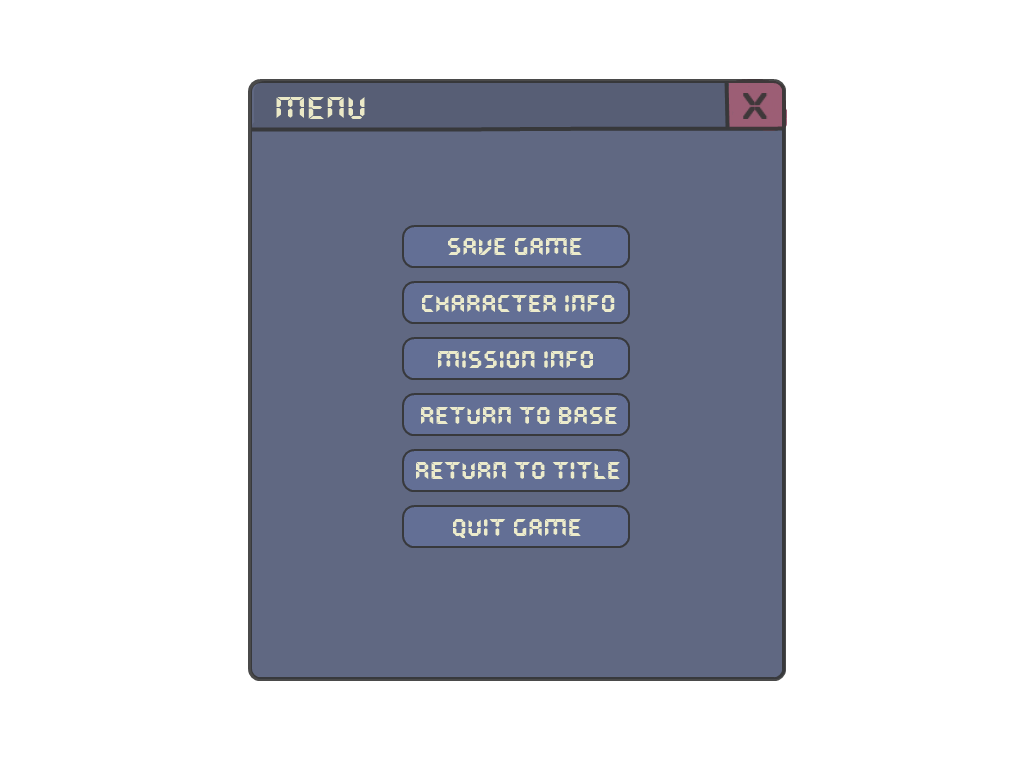 MENU
X
SAVE GAME
CHARACTER INFO
MISSION INFO
RETURN TO BASE
RETURN TO TITLE
QUIT GAME